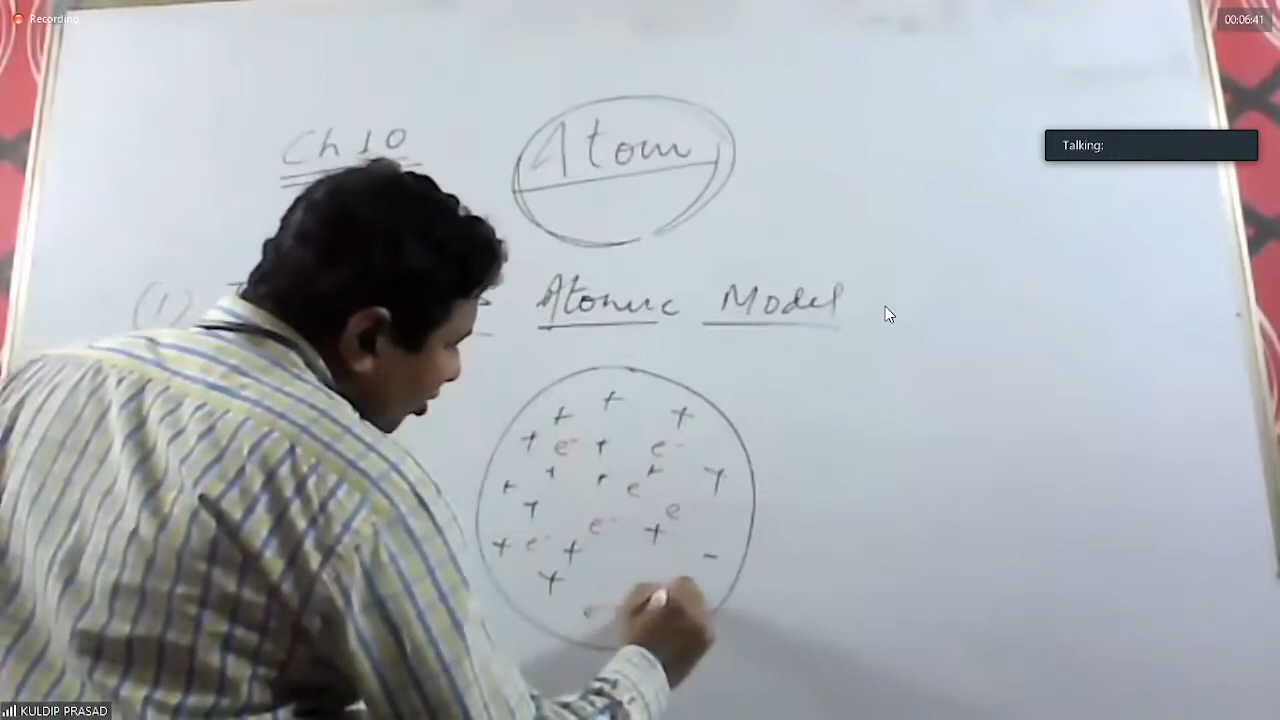 Recording
00:06:41
Talking:
Ch 10
Atom
(1) Atomic Model
+ + +
+ e- + e-
+ + + +
+ e
+ e
e- +
+ e- + -
+
e
KULDIP PRASAD